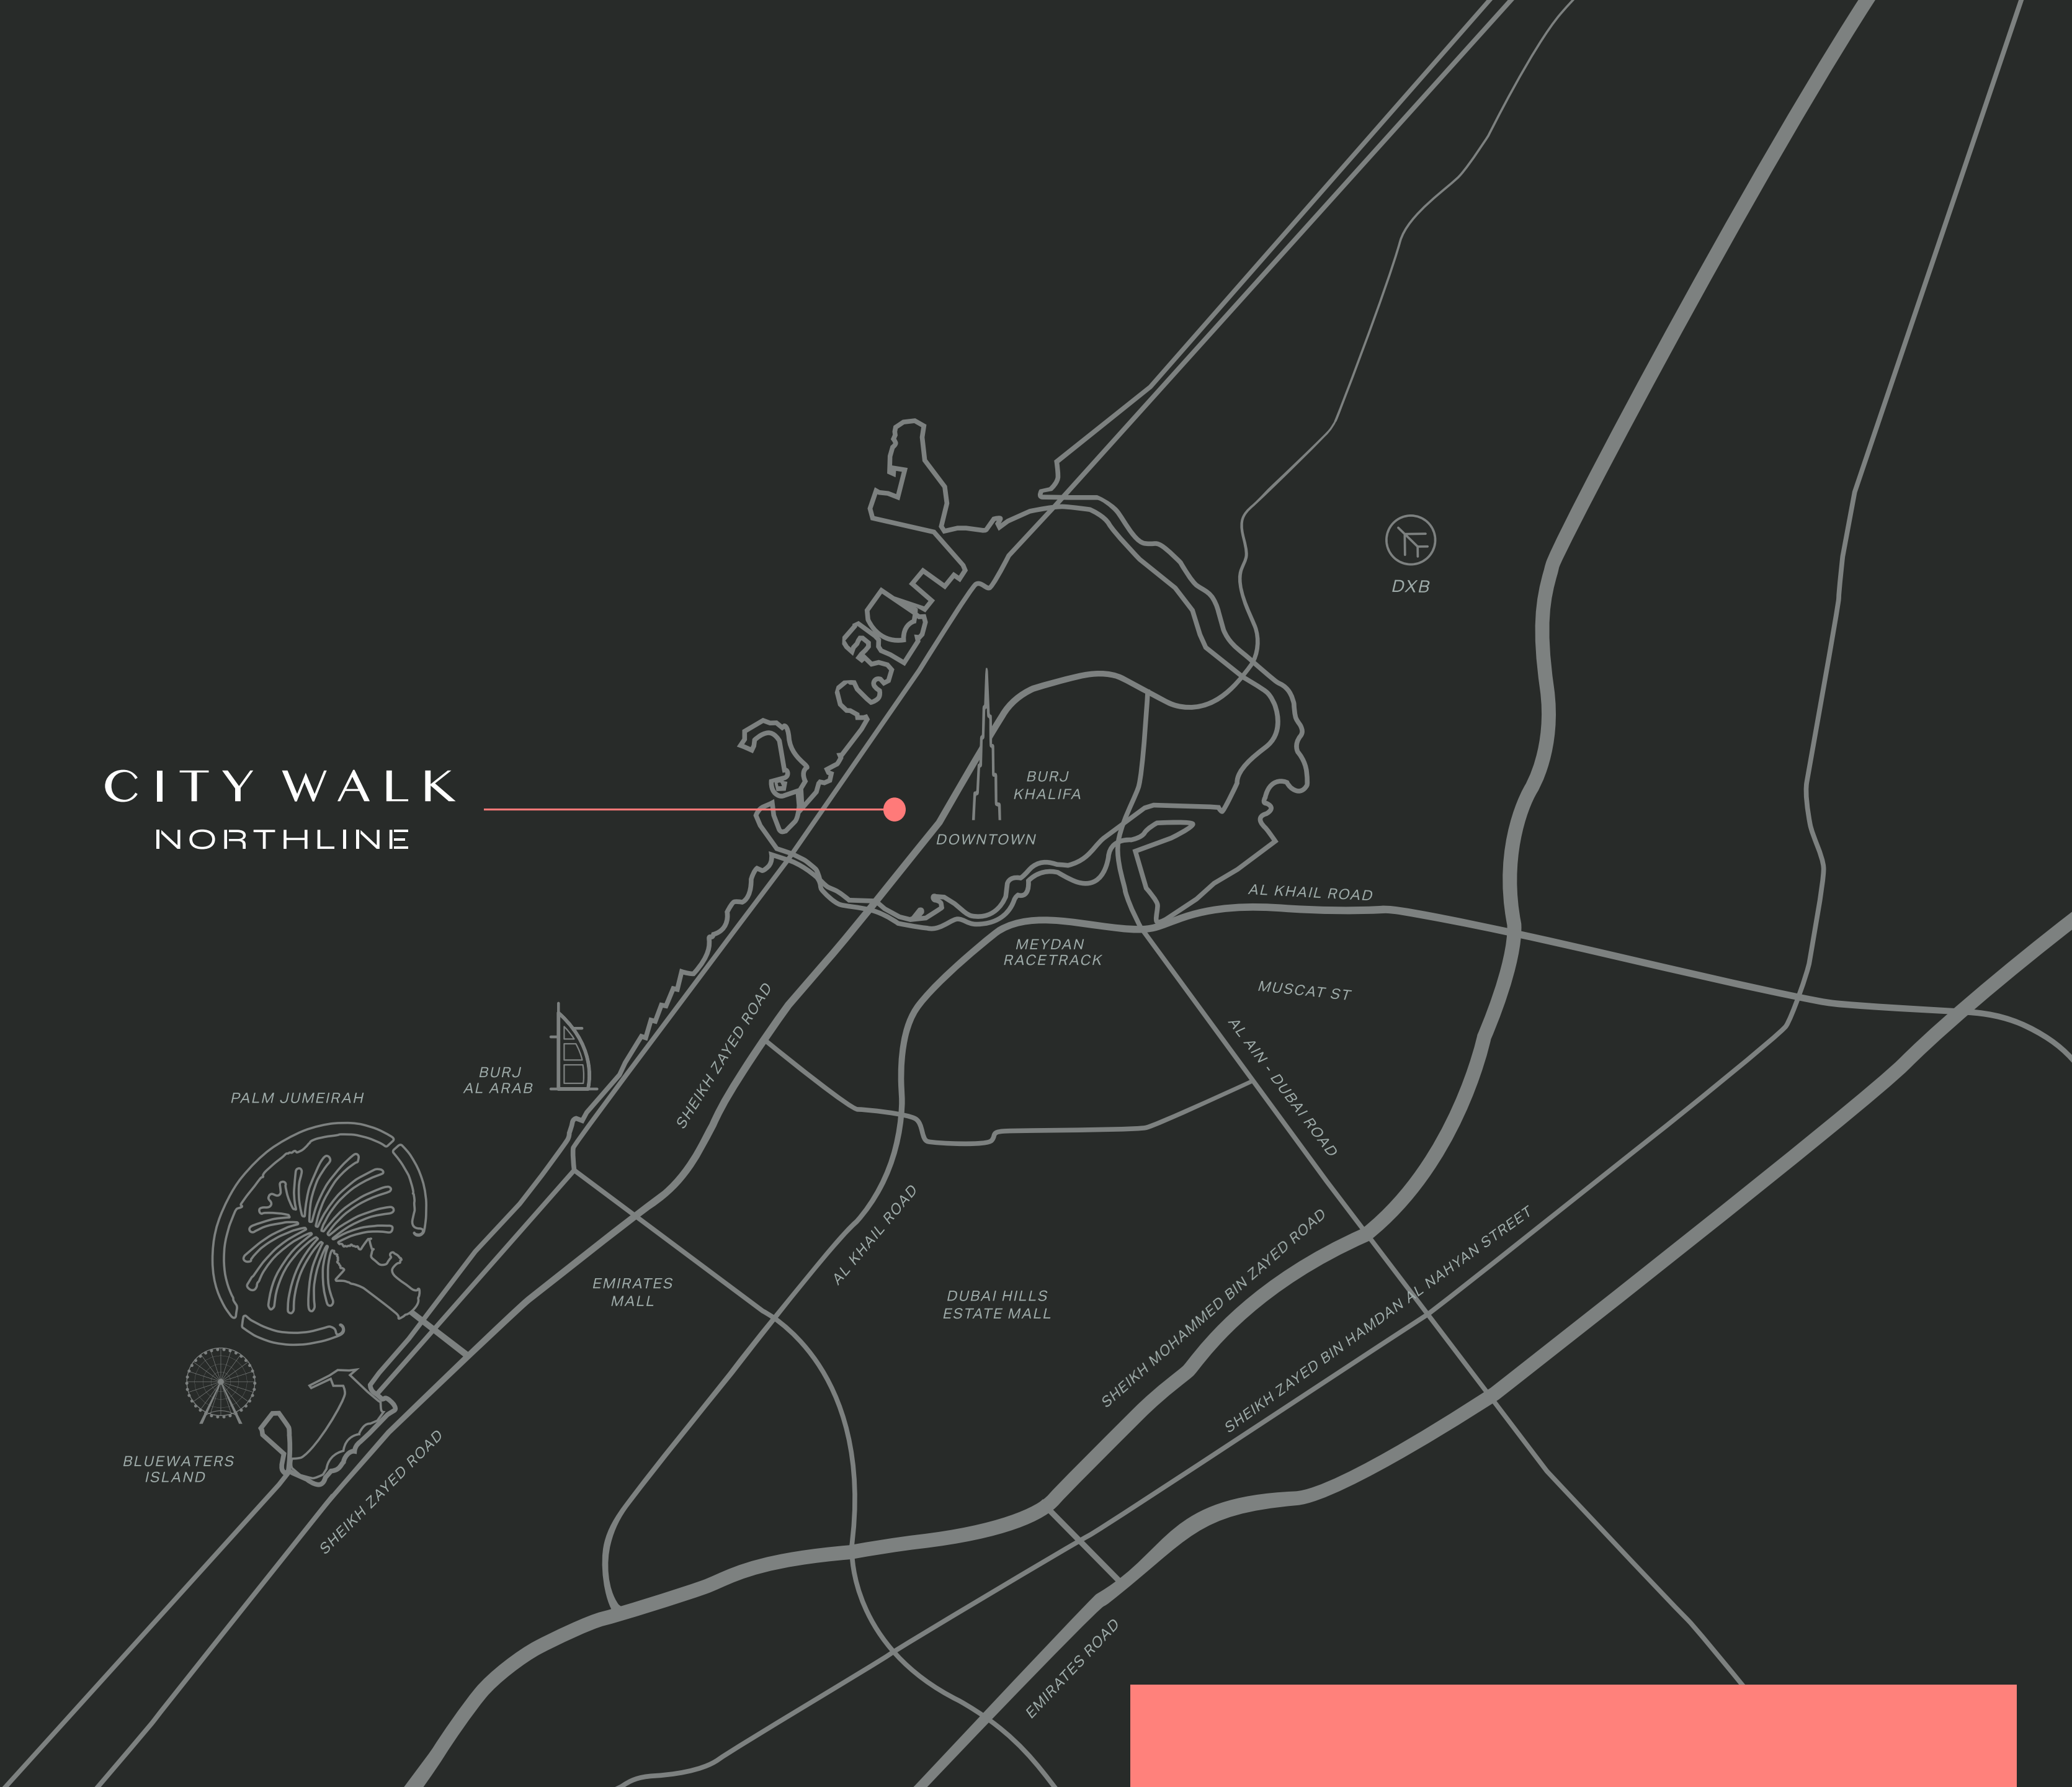 DXB
CITY WALK
NORTHLINE
BURJ
KHALIFA
DOWNTOWN
AL KHAIL ROAD
MEYDAN
RACETRACK
MUSCAT ST
SHEIKH ZAYED ROAD
AL AIN - DUBAI ROAD
BURJ
AL ARAB
PALM JUMEIRAH
AL KHAIL ROAD
EMIRATES
MALL
DUBAI HILLS
ESTATE MALL
SHEIKH MOHAMMED BIN ZAYED ROAD
SHEIKH ZAYED BIN HAMDAN AL NAHYAN STREET
BLUEWATERS
ISLAND
SHEIKH ZAYED ROAD
EMIRATES ROAD